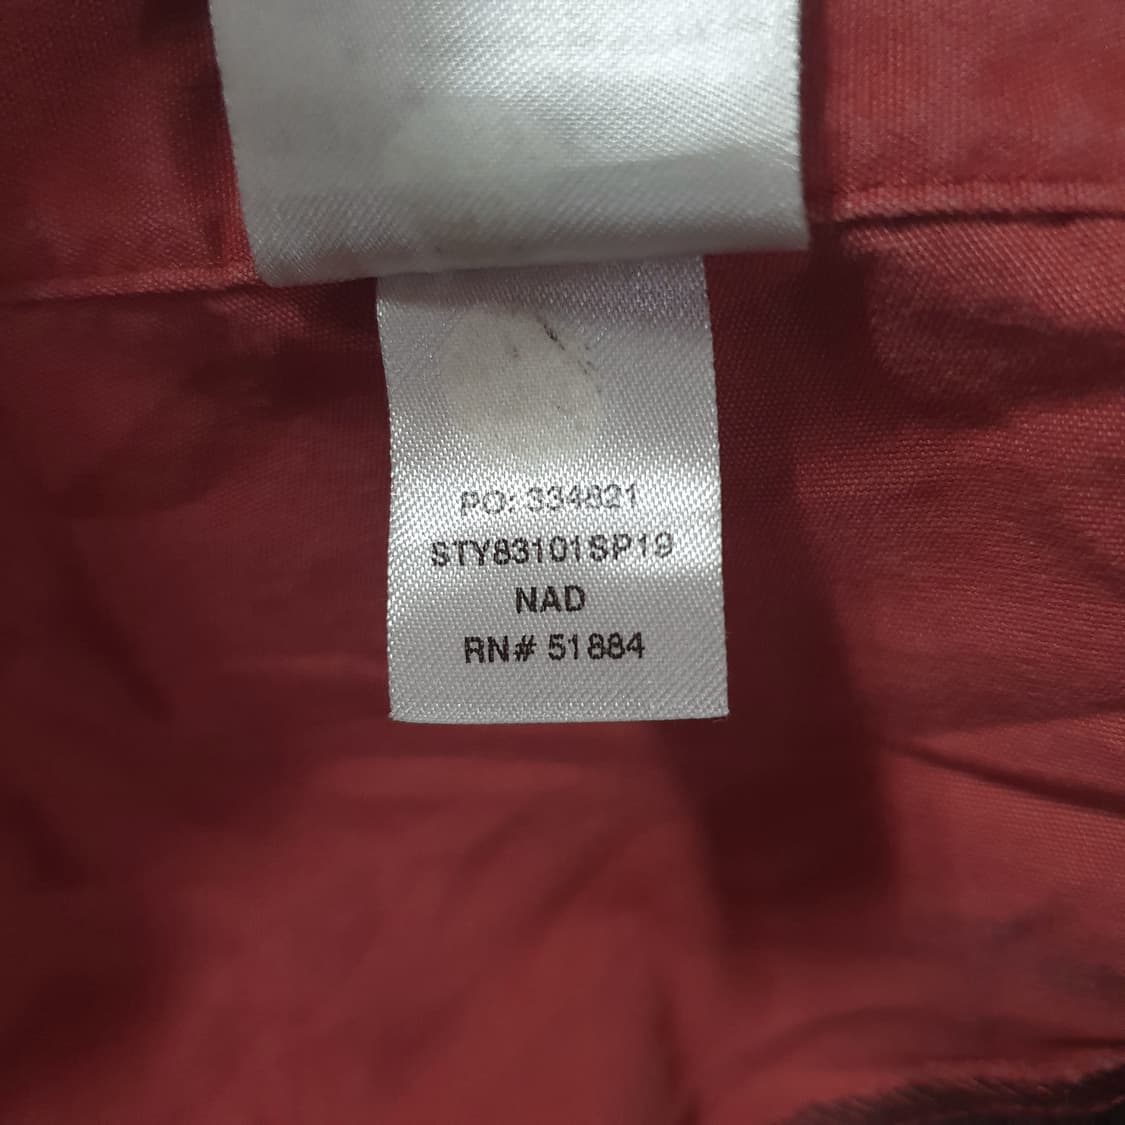 PO: 334821
STY83101SP19
NAD
RN# 51884